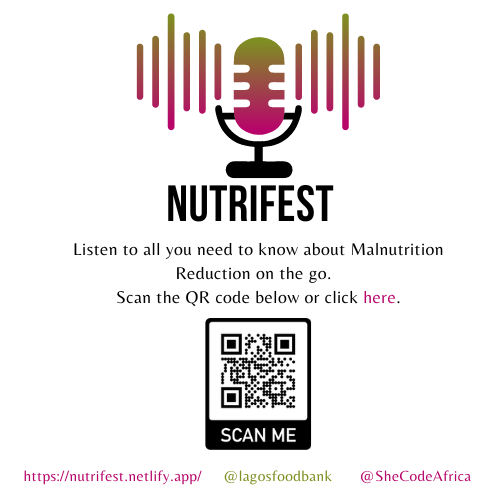 NUTRIFEST
Listen to all you need to know about Malnutrition
Reduction on the go.
Scan the QR code below or click here.
SCAN ME
https://nutrifest.netlify.app/ @lagosfoodbank @SheCodeAfrica